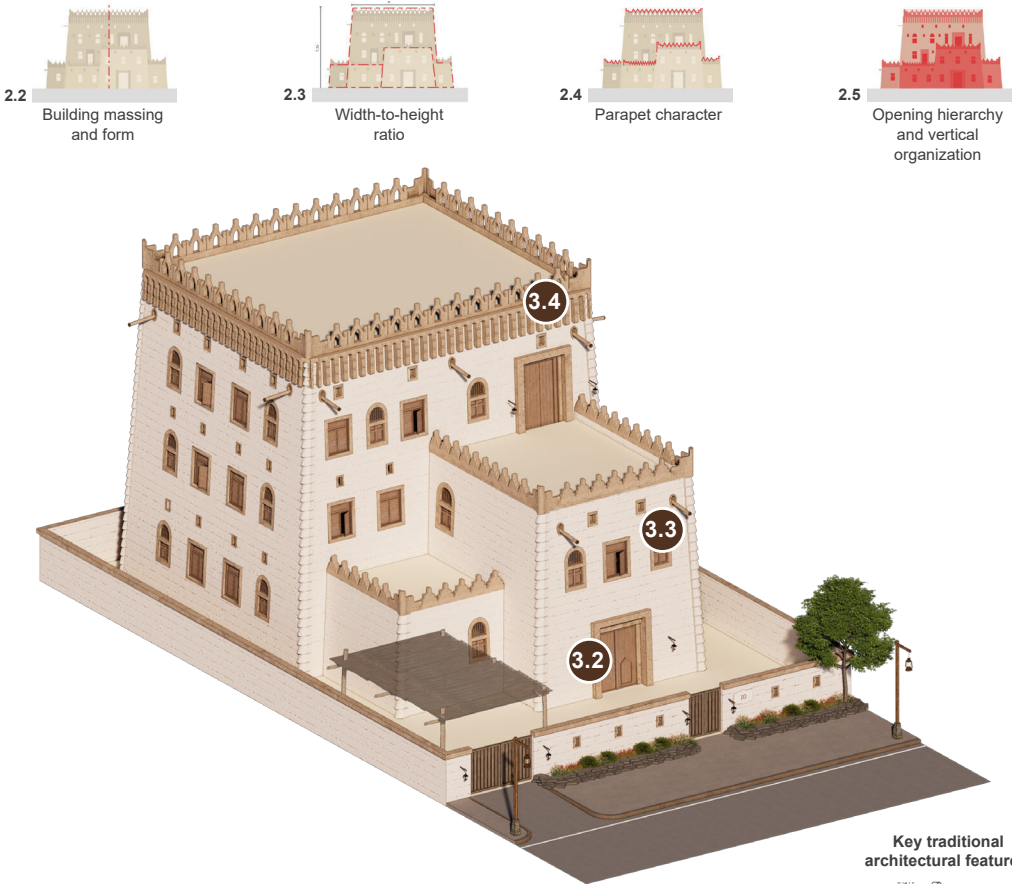 2.2
Building massing
and form
2.3
Width-to-height
ratio
2.4
Parapet character
2.5
Opening hierarchy
and vertical
organization
3.4
3.3
3.2
Key traditional
architectural feature